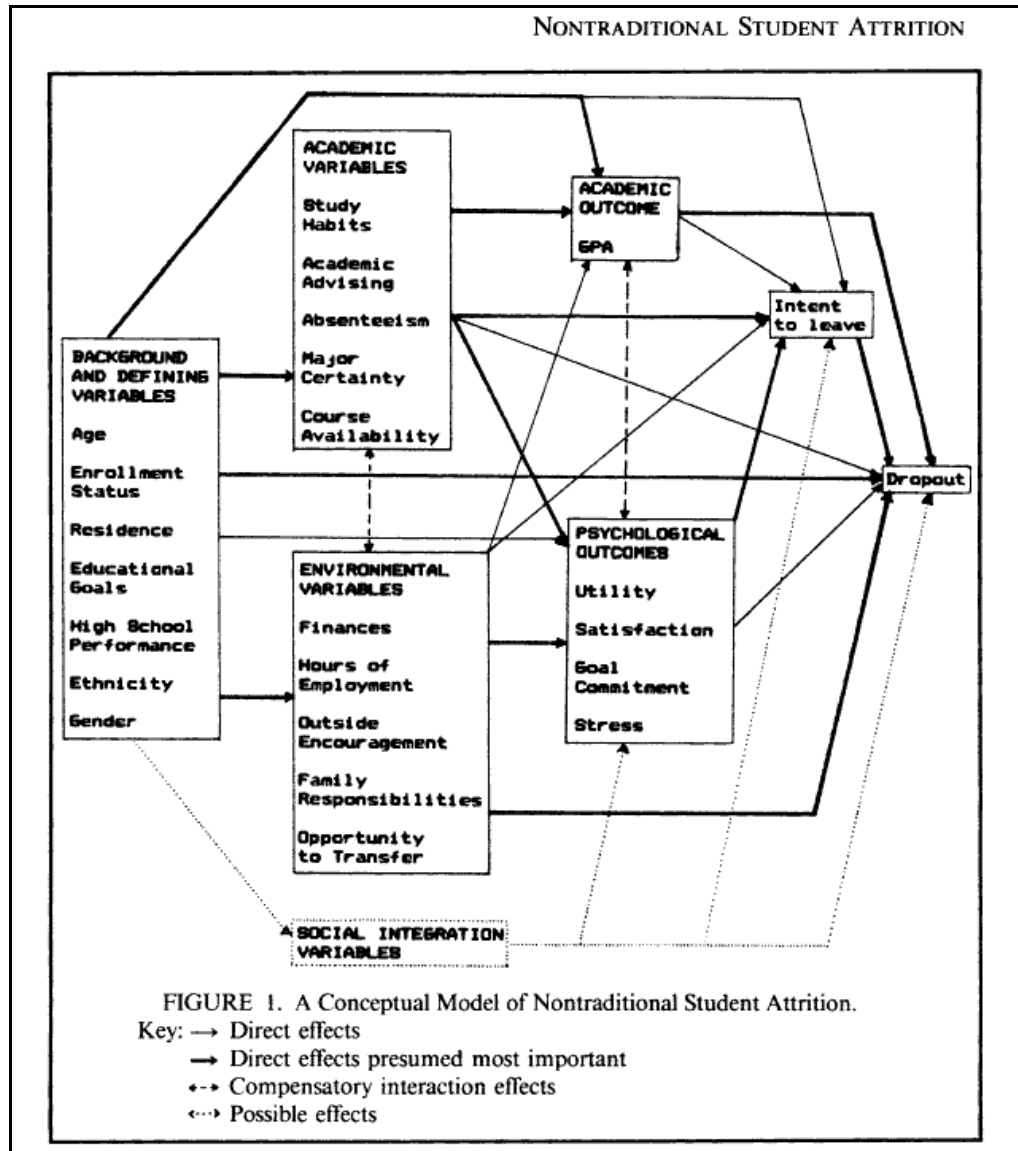 NONTRADITIONAL STUDENT ATTRITION
ACADEMIC
VARIABLES
Study
Habits
Academic
Advising
Absenteeism
Major
Certainty
Course
Availability
ACADEMIC
OUTCOME
GPA
Intent
to leave
BACKGROUND
AND DEFINING
VARIABLES
Age
Enrollment
Status
Residence
Educational
Goals
High School
Performance
Ethnicity
Gender
Dropout
ENVIRONMENTAL
VARIABLES
Finances
Hours of
Employment
Outside
Encouragement
Family
Responsibilities
Opportunity
to Transfer
PSYCHOLOGICAL
OUTCOMES
Utility
Satisfaction
Goal
Commitment
Stress
SOCIAL INTEGRATION
VARIABLES
FIGURE 1. A Conceptual Model of Nontraditional Student Attrition.
Key: → Direct effects
→ Direct effects presumed most important
←-→ Compensatory interaction effects
←···→ Possible effects